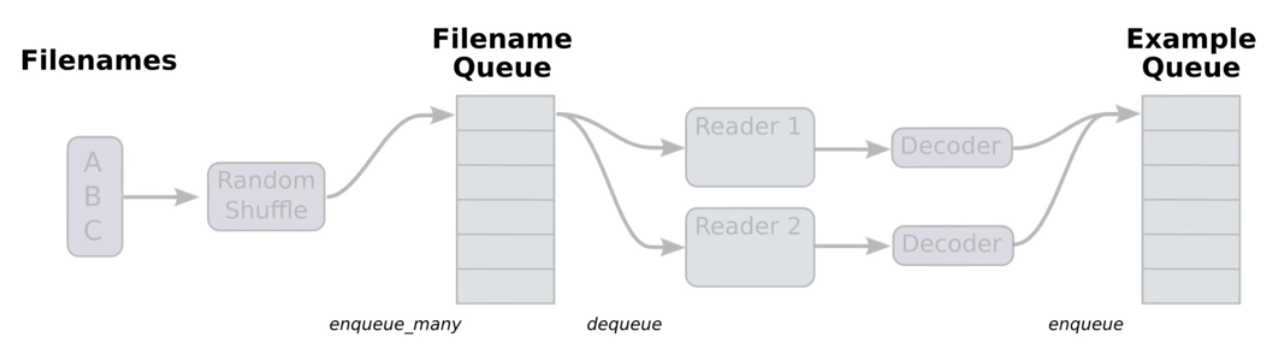 Filenames
A
B
C
Random
Shuffle
enqueue_many
Filename
Queue
dequeue
Reader 1
Decoder
Reader 2
Decoder
enqueue
Example
Queue